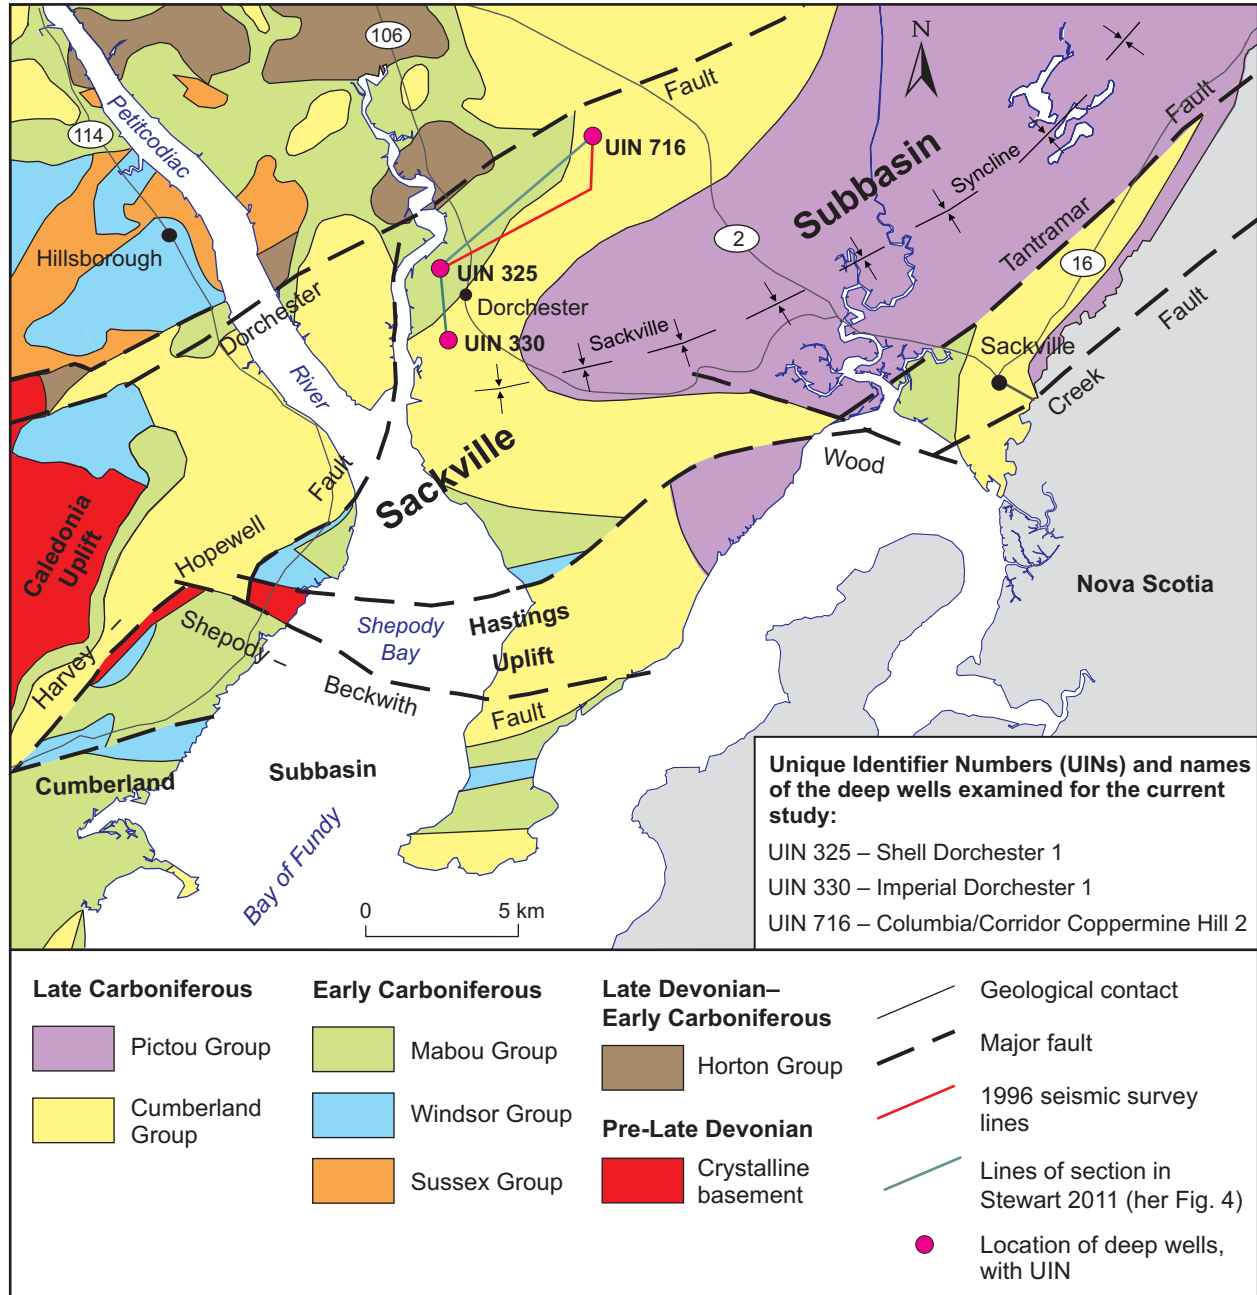 106
Fault
N
114
Petitcodiac
UIN 716
Subbasin
Syncline
Fault
2
Tantramar
16
Hillsborough
UIN 325
Dorchester
Dorchester
Fault
UIN 330
Sackville
Sackville
River
Creek
Wood
Fault
Sackville
Caledonia
Uplift
Hopewell
Nova Scotia
Shepody –
Shepody
Bay
Hastings
Uplift
Harvey –
Beckwith
Fault
Cumberland
Subbasin
Bay of Fundy
0
5 km
Unique Identifier Numbers (UINs) and names
of the deep wells examined for the current
study:
UIN 325 – Shell Dorchester 1
UIN 330 – Imperial Dorchester 1
UIN 716 – Columbia/Corridor Coppermine Hill 2
Late Carboniferous
Pictou Group
Cumberland
Group
Early Carboniferous
Mabou Group
Windsor Group
Sussex Group
Late Devonian–
Early Carboniferous
Horton Group
Pre-Late Devonian
Crystalline
basement
Geological contact
Major fault
1996 seismic survey
lines
Lines of section in
Stewart 2011 (her Fig. 4)
Location of deep wells,
with UIN